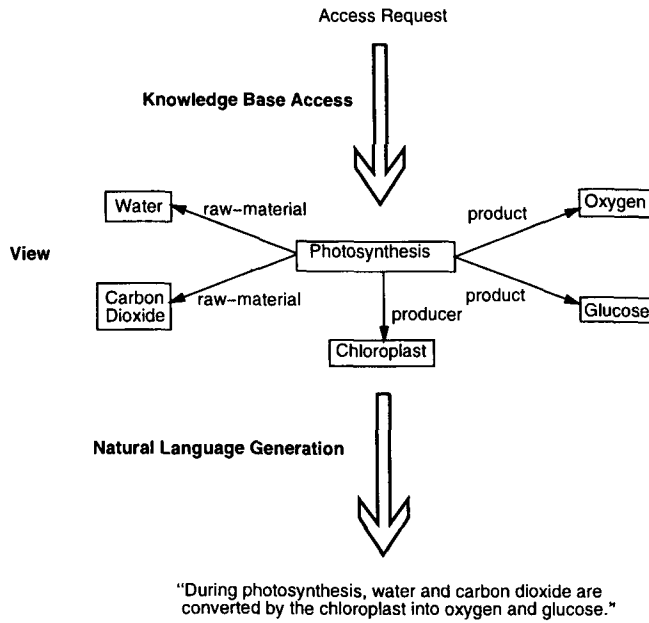 Access Request
Knowledge Base Access
Water
raw-material
product
Oxygen
View
Photosynthesis
Carbon
Dioxide
raw-material
product
Glucose
producer
Chloroplast
Natural Language Generation
"During photosynthesis, water and carbon dioxide are
converted by the chloroplast into oxygen and glucose."